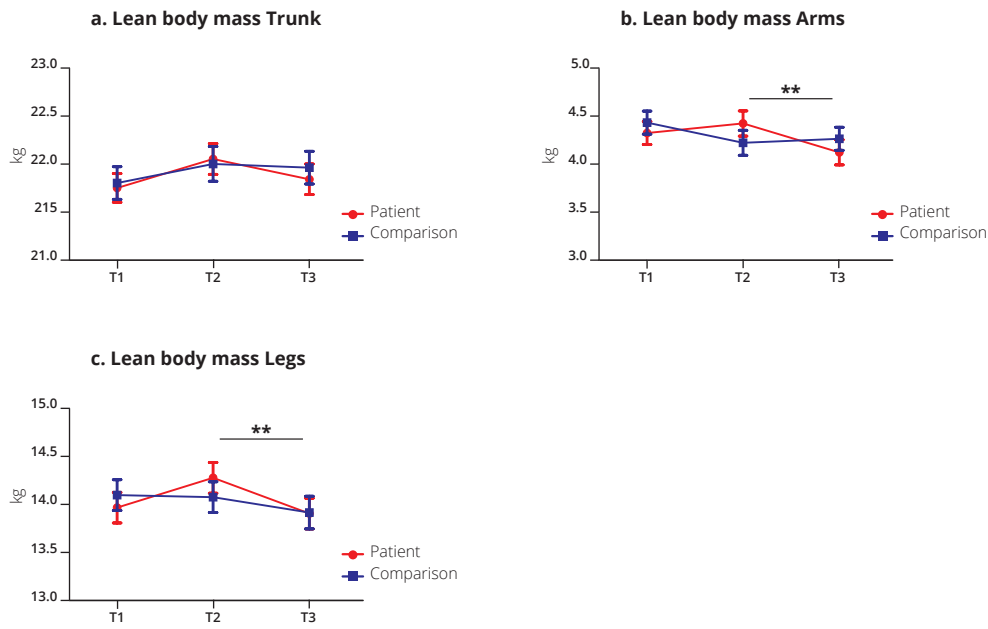 a. Lean body mass Trunk
23.0
22.5
22.0
215
21.0
kg
T1 T2 T3
Patient
Comparison
b. Lean body mass Arms
5.0
4.5
4.0
3.5
3.0
kg
**
T1 T2 T3
Patient
Comparison
c. Lean body mass Legs
15.0
14.5
14.0
13.5
13.0
kg
**
T1 T2 T3
Patient
Comparison